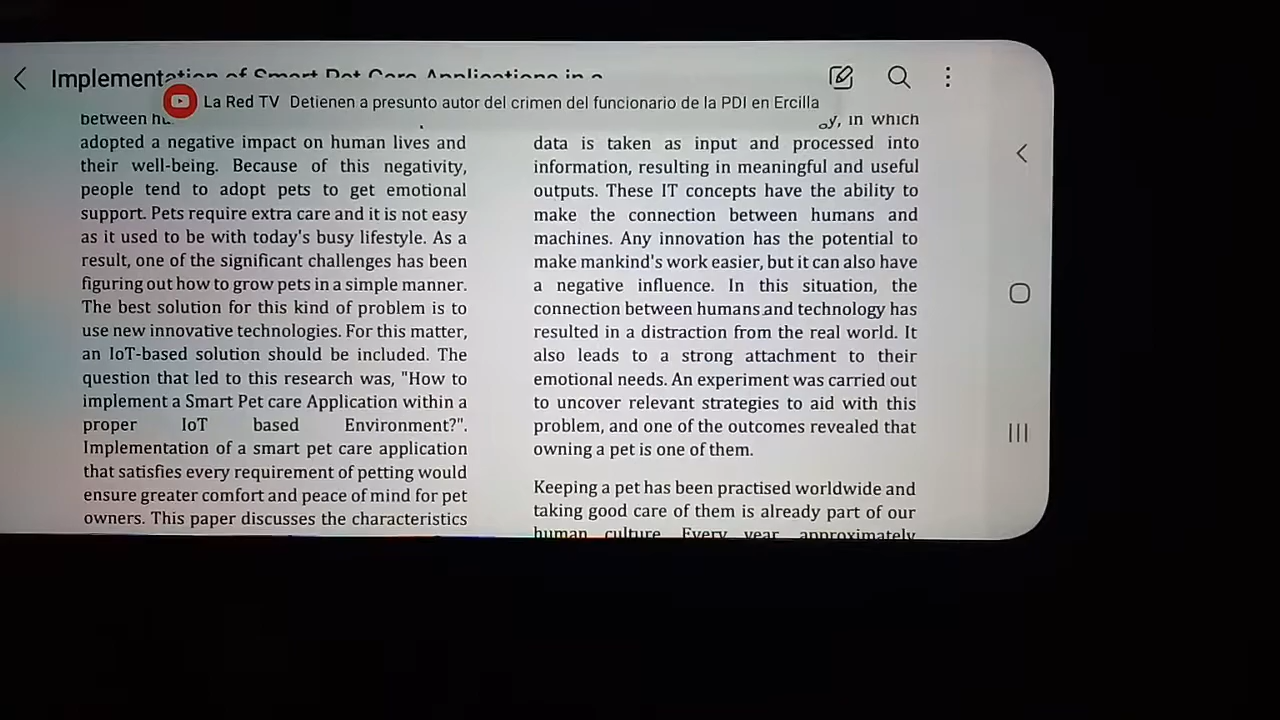 Implementation of Smart Pet Care Applications in a
La Red TV Detienen a presunto autor del crimen del funcionario de la PDI en Ercilla
between
adopted a negative impact on human lives and
their well-being. Because of this negativity,
people tend to adopt pets to get emotional
support. Pets require extra care and it is not easy
as it used to be with today's busy lifestyle. As a
result, one of the significant challenges has been
figuring out how to grow pets in a simple manner.
The best solution for this kind of problem is to
use new innovative technologies. For this matter,
an IoT-based solution should be included. The
question that led to this research was, "How to
implement a Smart Pet care Application within a
proper IoT based Environment?".
Implementation of a smart pet care application
that satisfies every requirement of petting would
ensure greater comfort and peace of mind for pet
owners. This paper discusses the characteristics
in which
data is taken as input and processed into
information, resulting in meaningful and useful
outputs. These IT concepts have the ability to
make the connection between humans and
machines. Any innovation has the potential to
make mankind's work easier, but it can also have
a negative influence. In this situation, the
connection between humans and technology has
resulted in a distraction from the real world. It
also leads to a strong attachment to their
emotional needs. An experiment was carried out
to uncover relevant strategies to aid with this
problem, and one of the outcomes revealed that
owning a pet is one of them.
Keeping a pet has been practised worldwide and
taking good care of them is already part of our
human culture. Every year, approximately